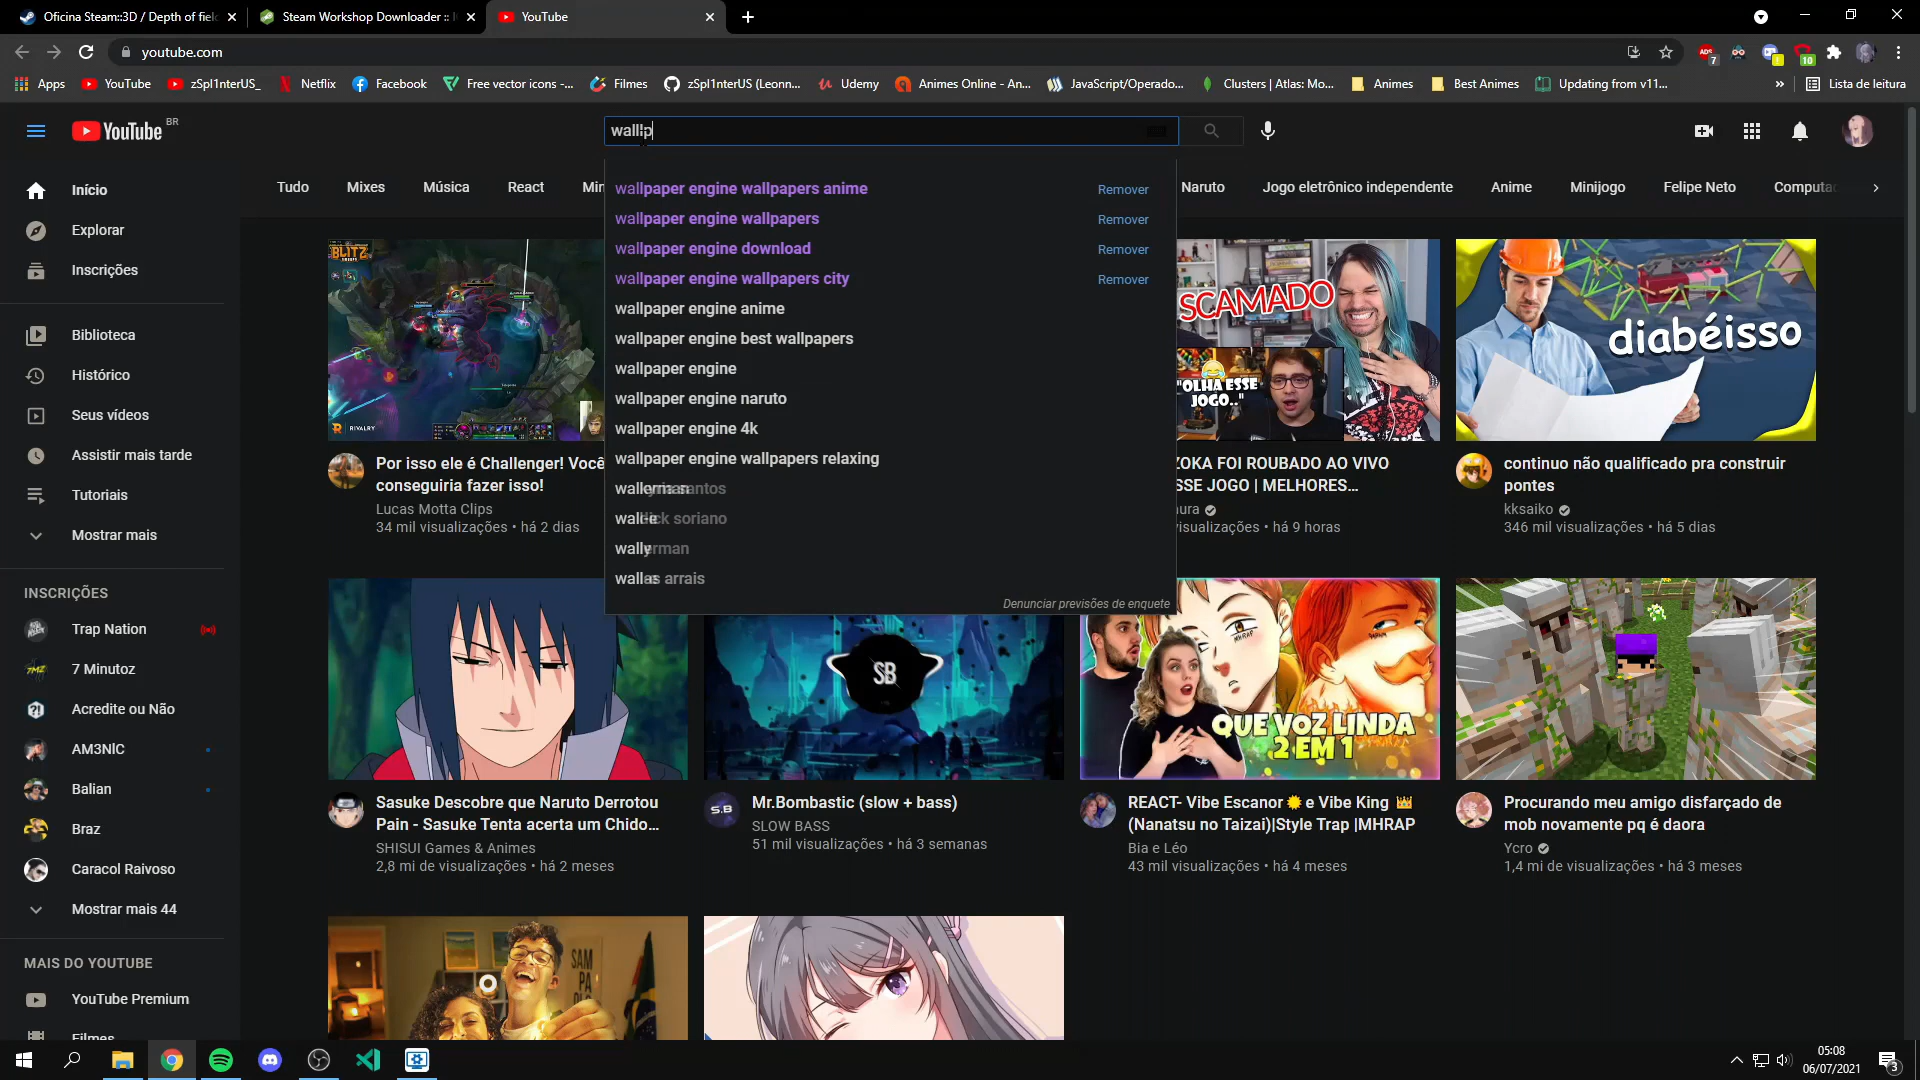 Oficina Steam::3D / Depth of fiel
Steam Workshop Downloader ::
YouTube
youtube.com
Apps
YouTube
zSpl1nterUS_
Netflix
Facebook
Free vector icons -...
Filmes
zSpl1nterUS (Leonn...
Udemy
Animes Online - An...
JavaScript/Operado...
Clusters | Atlas: Mo...
Animes
Best Animes
Updating from v11...
»
Lista de leitura
YouTube BR
wallp
Início
Explorar
Inscrições
Biblioteca
Histórico
Seus vídeos
Assistir mais tarde
Tutoriais
Mostrar mais
INSCRIÇÕES
Trap Nation
7 Minutoz
Acredite ou Não
AM3NIC
Balian
Braz
Caracol Raivoso
Mostrar mais 44
MAIS DO YOUTUBE
YouTube Premium
Filmes
Tudo
Mixes
Música
React
Min
Naruto
Jogo eletrônico independente
Anime
Minijogo
Felipe Neto
Computa
wallpaper engine wallpapers anime Remover
wallpaper engine wallpapers Remover
wallpaper engine download Remover
wallpaper engine wallpapers city Remover
wallpaper engine anime
wallpaper engine best wallpapers
wallpaper engine
wallpaper engine naruto
wallpaper engine 4k
wallpaper engine wallpapers relaxing
Denunciar previsões de enquete
BLITZ
RIVALRY
Por isso ele é Challenger! Você
conseguiria fazer isso!
Lucas Motta Clips
34 mil visualizações • há 2 dias
SCAMADO
"OLHA ESSE
JOGO.."
ZOKA FOI ROUBADO AO VIVO
SSE JOGO | MELHORES...
aura
visualizações • há 9 horas
diabéisso
continuo não qualificado pra construir
pontes
kksaiko
346 mil visualizações • há 5 dias
Sasuke Descobre que Naruto Derrotou
Pain - Sasuke Tenta acerta um Chido...
SHISUI Games & Animes
2,8 mi de visualizações • há 2 meses
SB
S.B
Mr.Bombastic (slow + bass)
SLOW BASS
51 mil visualizações • há 3 semanas
MHRAP
QUE VOZ LINDA
2 EM 1
REACT- Vibe Escanor e Vibe King
(Nanatsu no Taizai)|Style Trap |MHRAP
Bia e Léo
43 mil visualizações • há 4 meses
Procurando meu amigo disfarçado de
mob novamente pq é daora
Ycro
1,4 mi de visualizações • há 3 meses
SAM
PA
05:08
06/07/2021
3